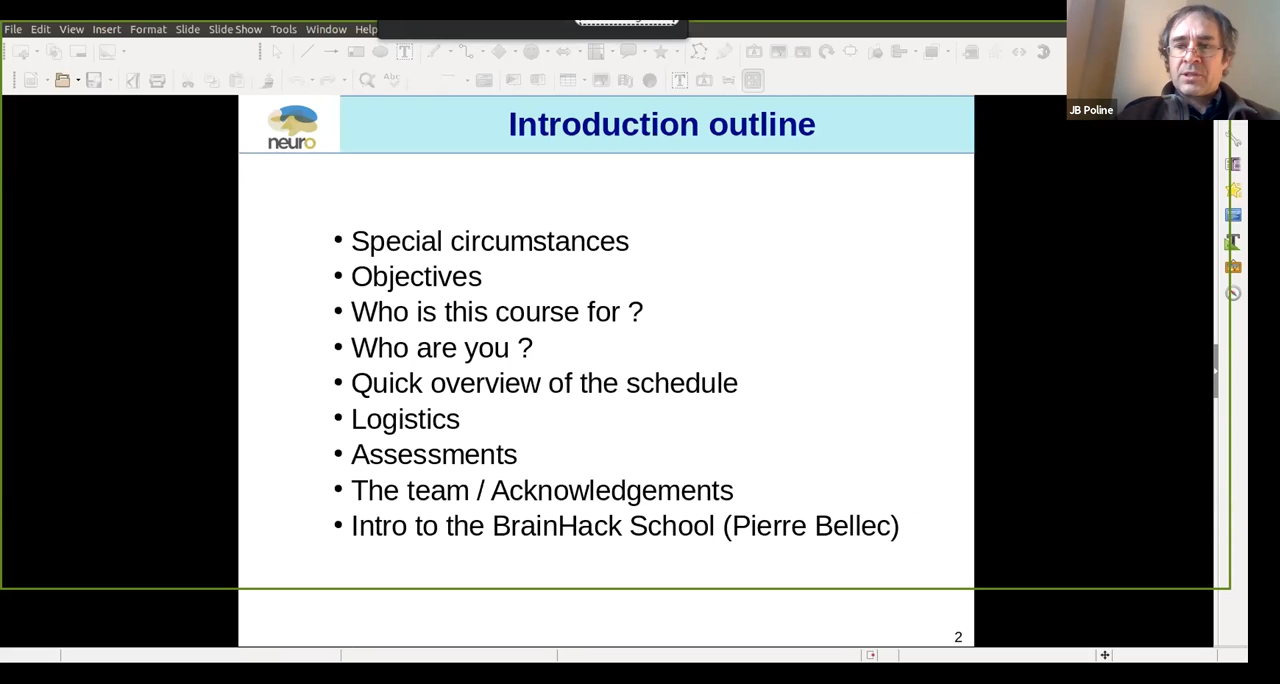 File Edit View Insert Format Slide Slide Show Tools Window Help
Abc
JB Poline
neuro
Introduction outline
• Special circumstances
• Objectives
• Who is this course for ?
• Who are you ?
• Quick overview of the schedule
• Logistics
• Assessments
• The team / Acknowledgements
• Intro to the BrainHack School (Pierre Bellec)
2